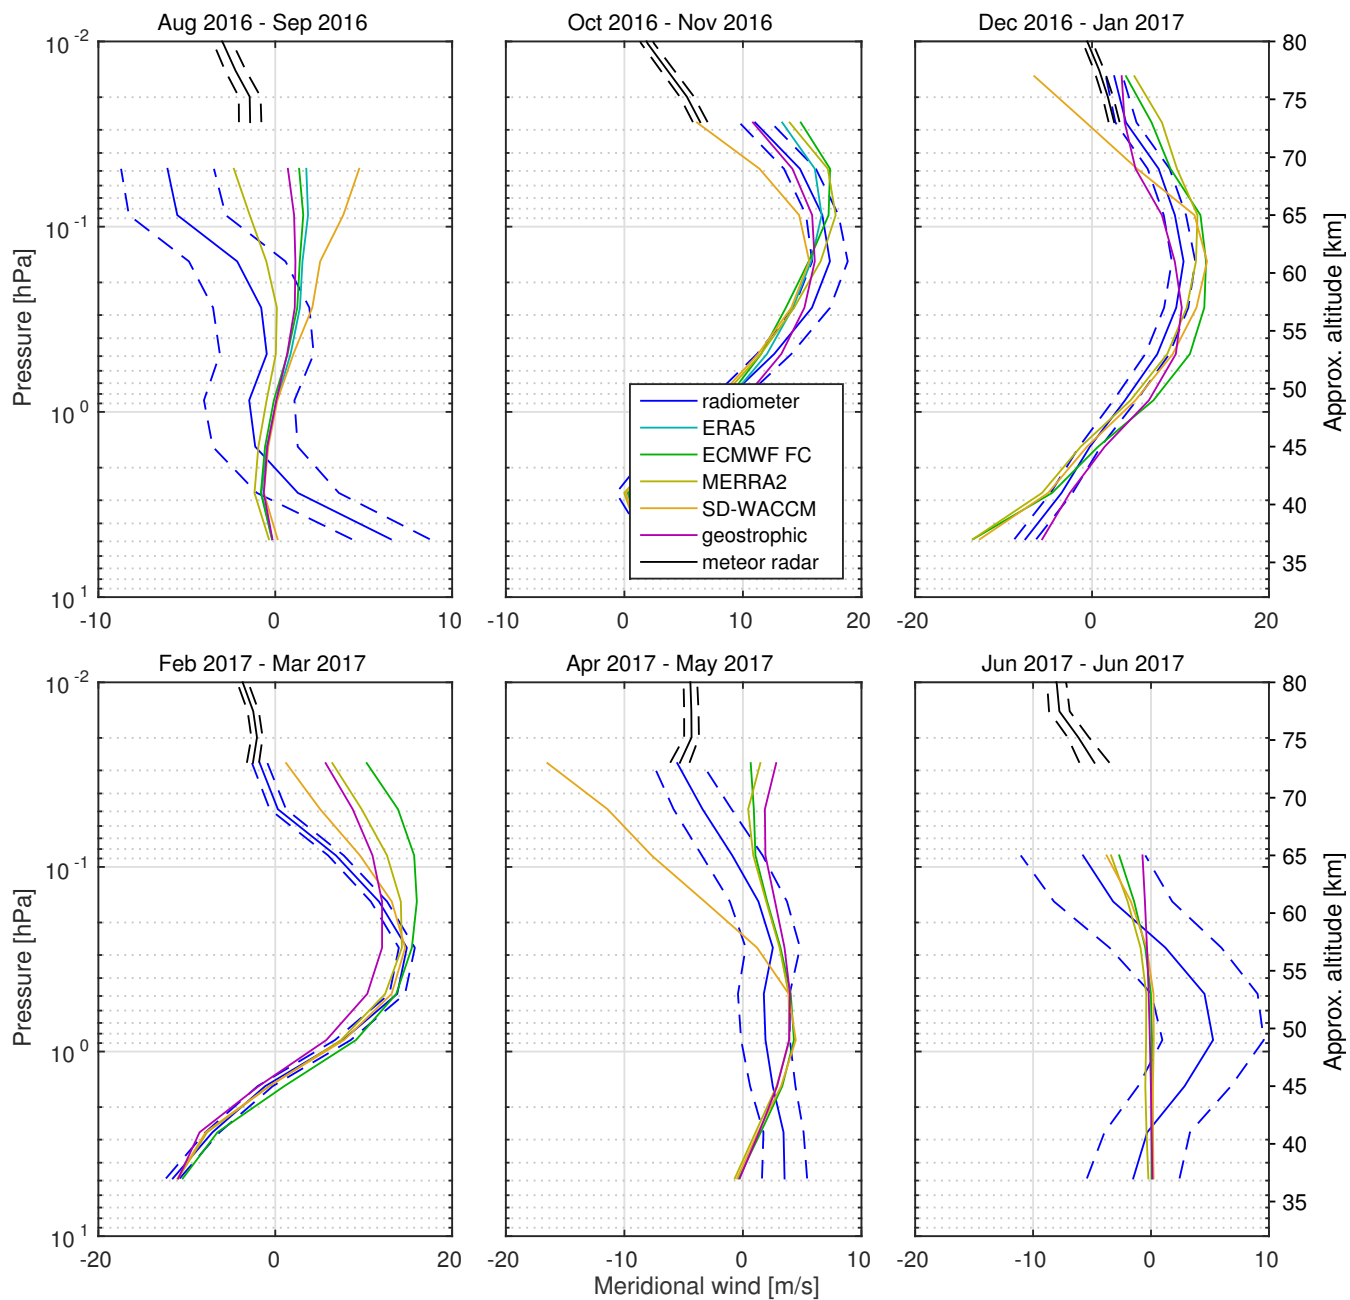 Aug 2016 - Sep 2016
Oct 2016 - Nov 2016
Dec 2016 - Jan 2017
Pressure [hPa]
10^-2
10^-1
10^0
10^1
-10 0 10
-10 0 10 20
-20 0 20
80
75
70
65
60
55
50
45
40
35
Approx. altitude [km]
radiometer
ERA5
ECMWF FC
MERRA2
SD-WACCM
geostrophic
meteor radar
Feb 2017 - Mar 2017
Apr 2017 - May 2017
Jun 2017 - Jun 2017
Pressure [hPa]
10^-2
10^-1
10^0
10^1
-20 0 20
-20 -10 0 10
-20 -10 0 10
80
75
70
65
60
55
50
45
40
35
Approx. altitude [km]
Meridional wind [m/s]